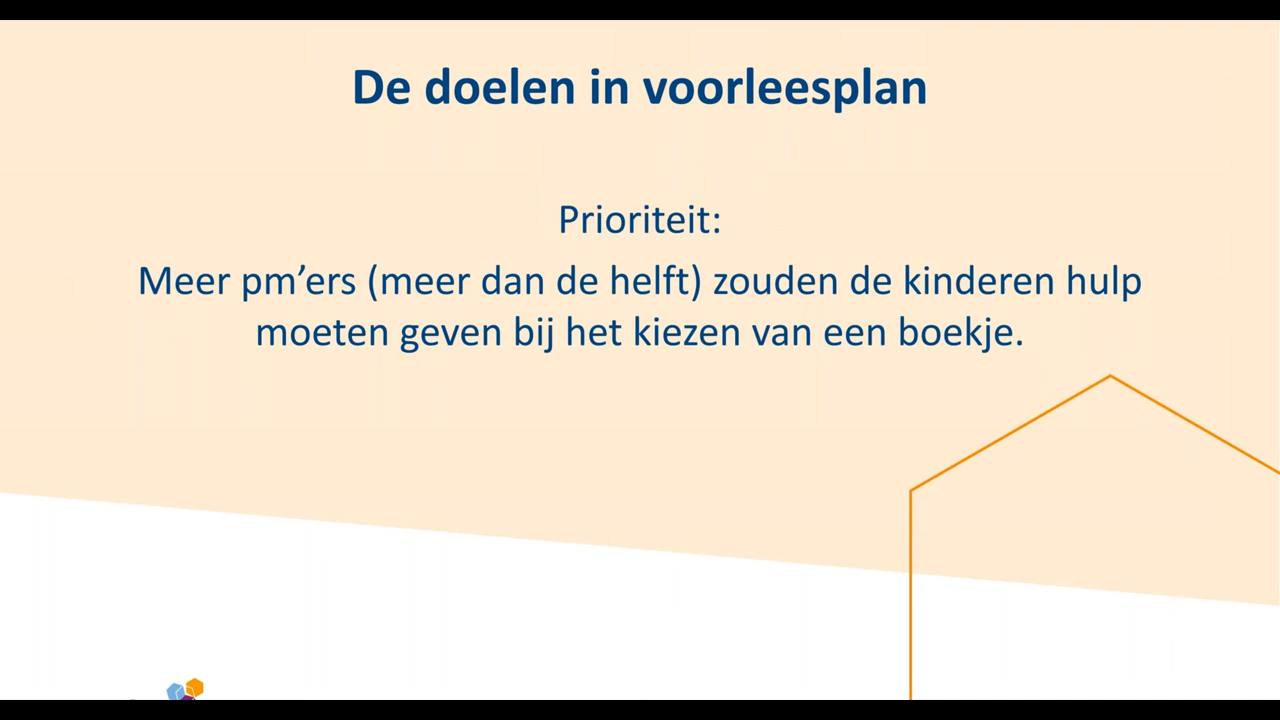 De doelen in voorleesplan
Prioriteit:
Meer pm’ers (meer dan de helft) zouden de kinderen hulp
moeten geven bij het kiezen van een boekje.